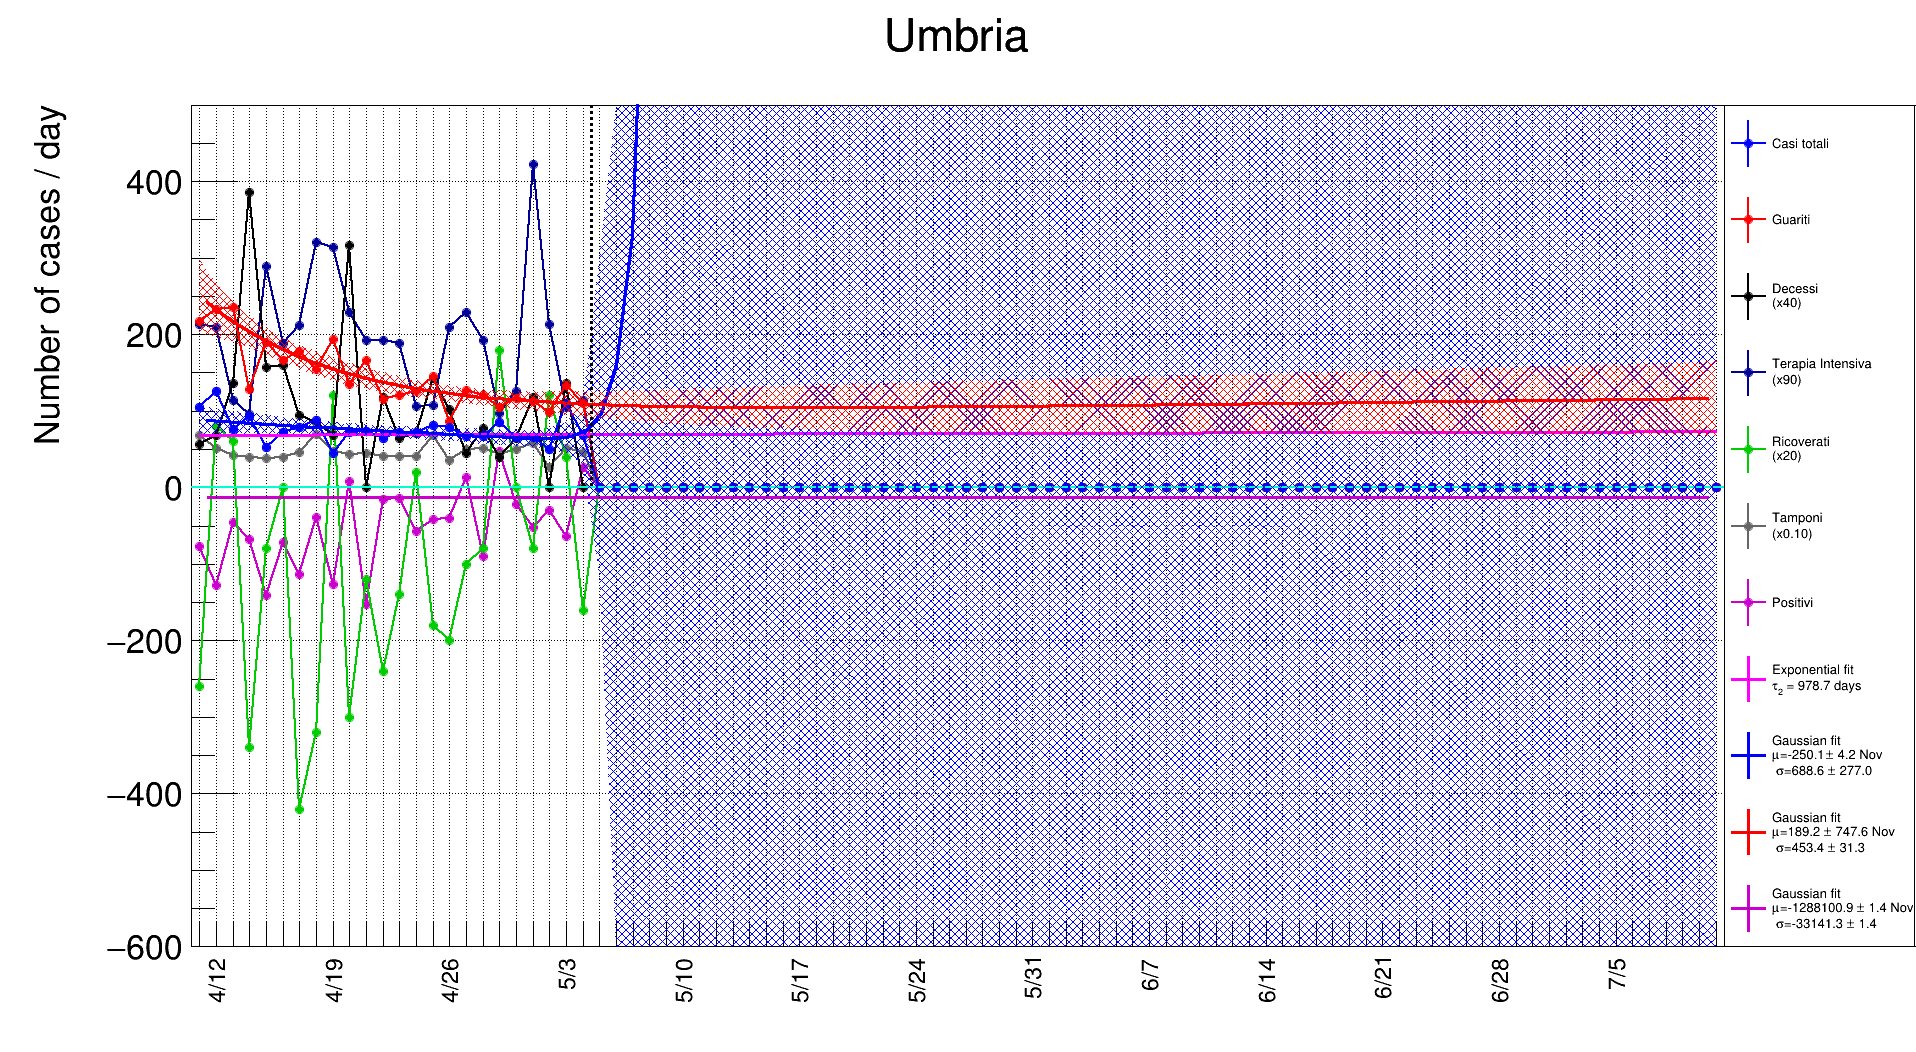 Umbria
Number of cases / day
400
200
0
−200
−400
−600
4/12
4/19
4/26
5/3
5/10
5/17
5/24
5/31
6/7
6/14
6/21
6/28
7/5
Casi totali
Guariti
Decessi
(x40)
Terapia Intensiva
(x90)
Ricoverati
(x20)
Tamponi
(x0.10)
Positivi
Exponential fit
τ₂ = 978.7 days
Gaussian fit
μ=-250.1 ± 4.2 Nov
σ=688.6 ± 277.0
Gaussian fit
μ=189.2 ± 747.6 Nov
σ=453.4 ± 31.3
Gaussian fit
μ=-1288100.9 ± 1.4 Nov
σ=-33141.3 ± 1.4